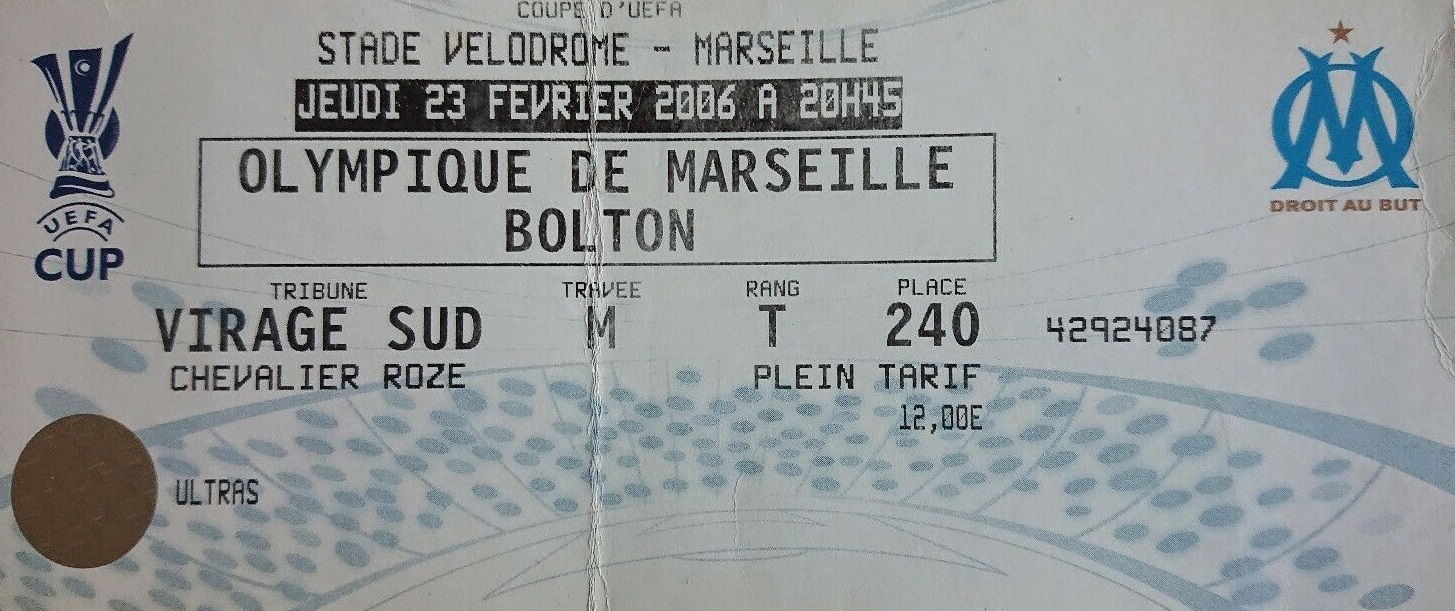 COUPE D'UEFA
STADE VELODROME - MARSEILLE
JEUDI 23 FEVRIER 2006 A 20H45
OLYMPIQUE DE MARSEILLE
BOLTON
UEFA
CUP
DROIT AU BUT
TRIBUNE TRAVEE RANG PLACE
VIRAGE SUD M T 240 42924087
CHEVALIER ROZE PLEIN TARIF
12,00E
ULTRAS